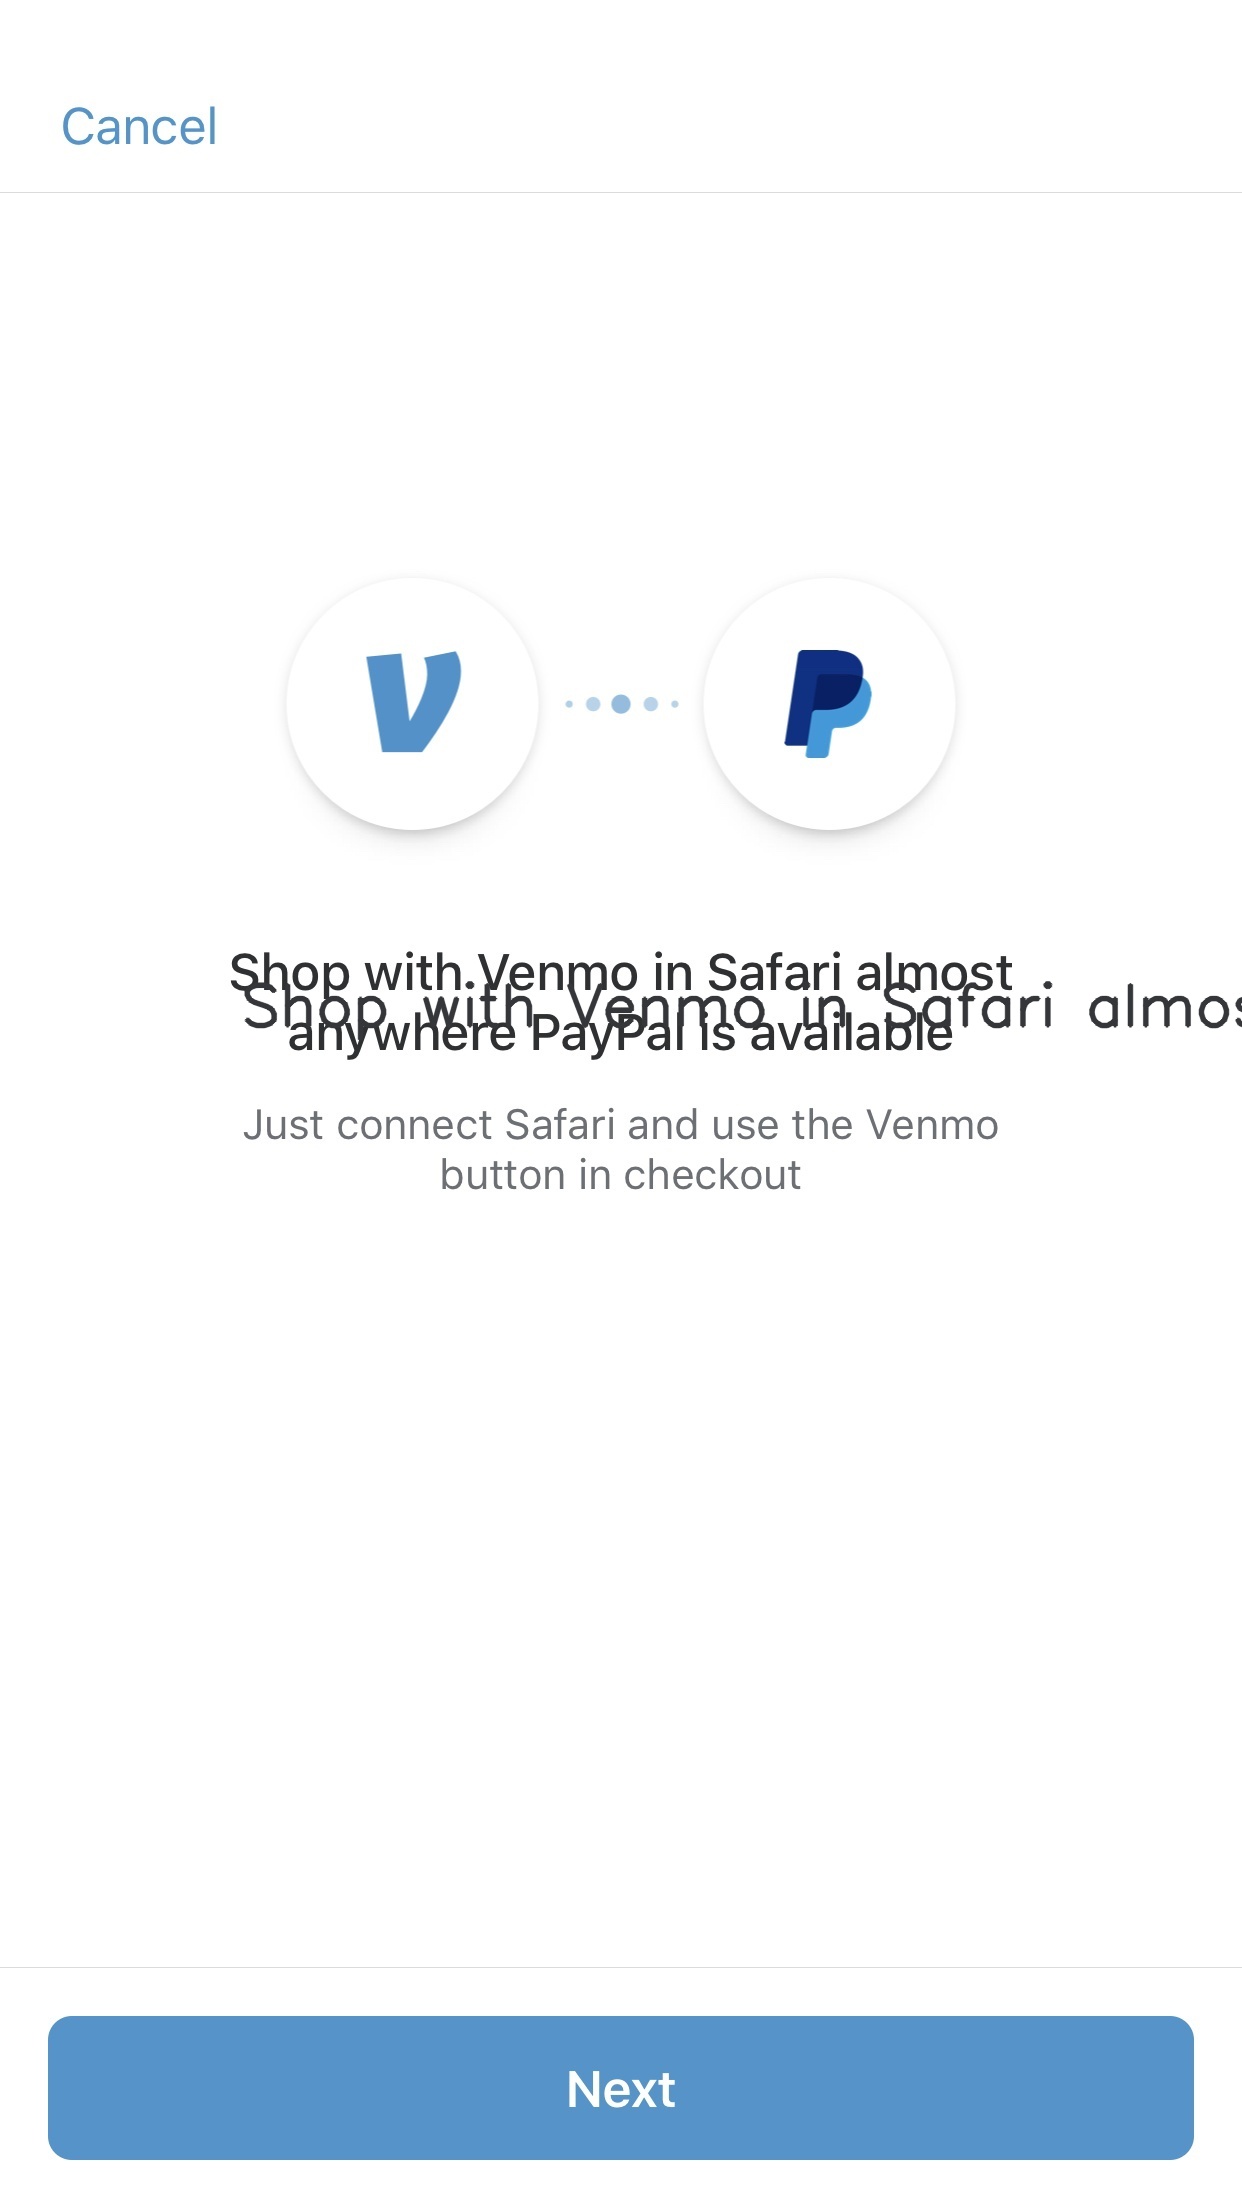 Cancel
Shop with Venmo in Safari almost
Shop with Venmo in Safari
anywhere PayPal is available
Just connect Safari and use the Venmo
button in checkout
Next